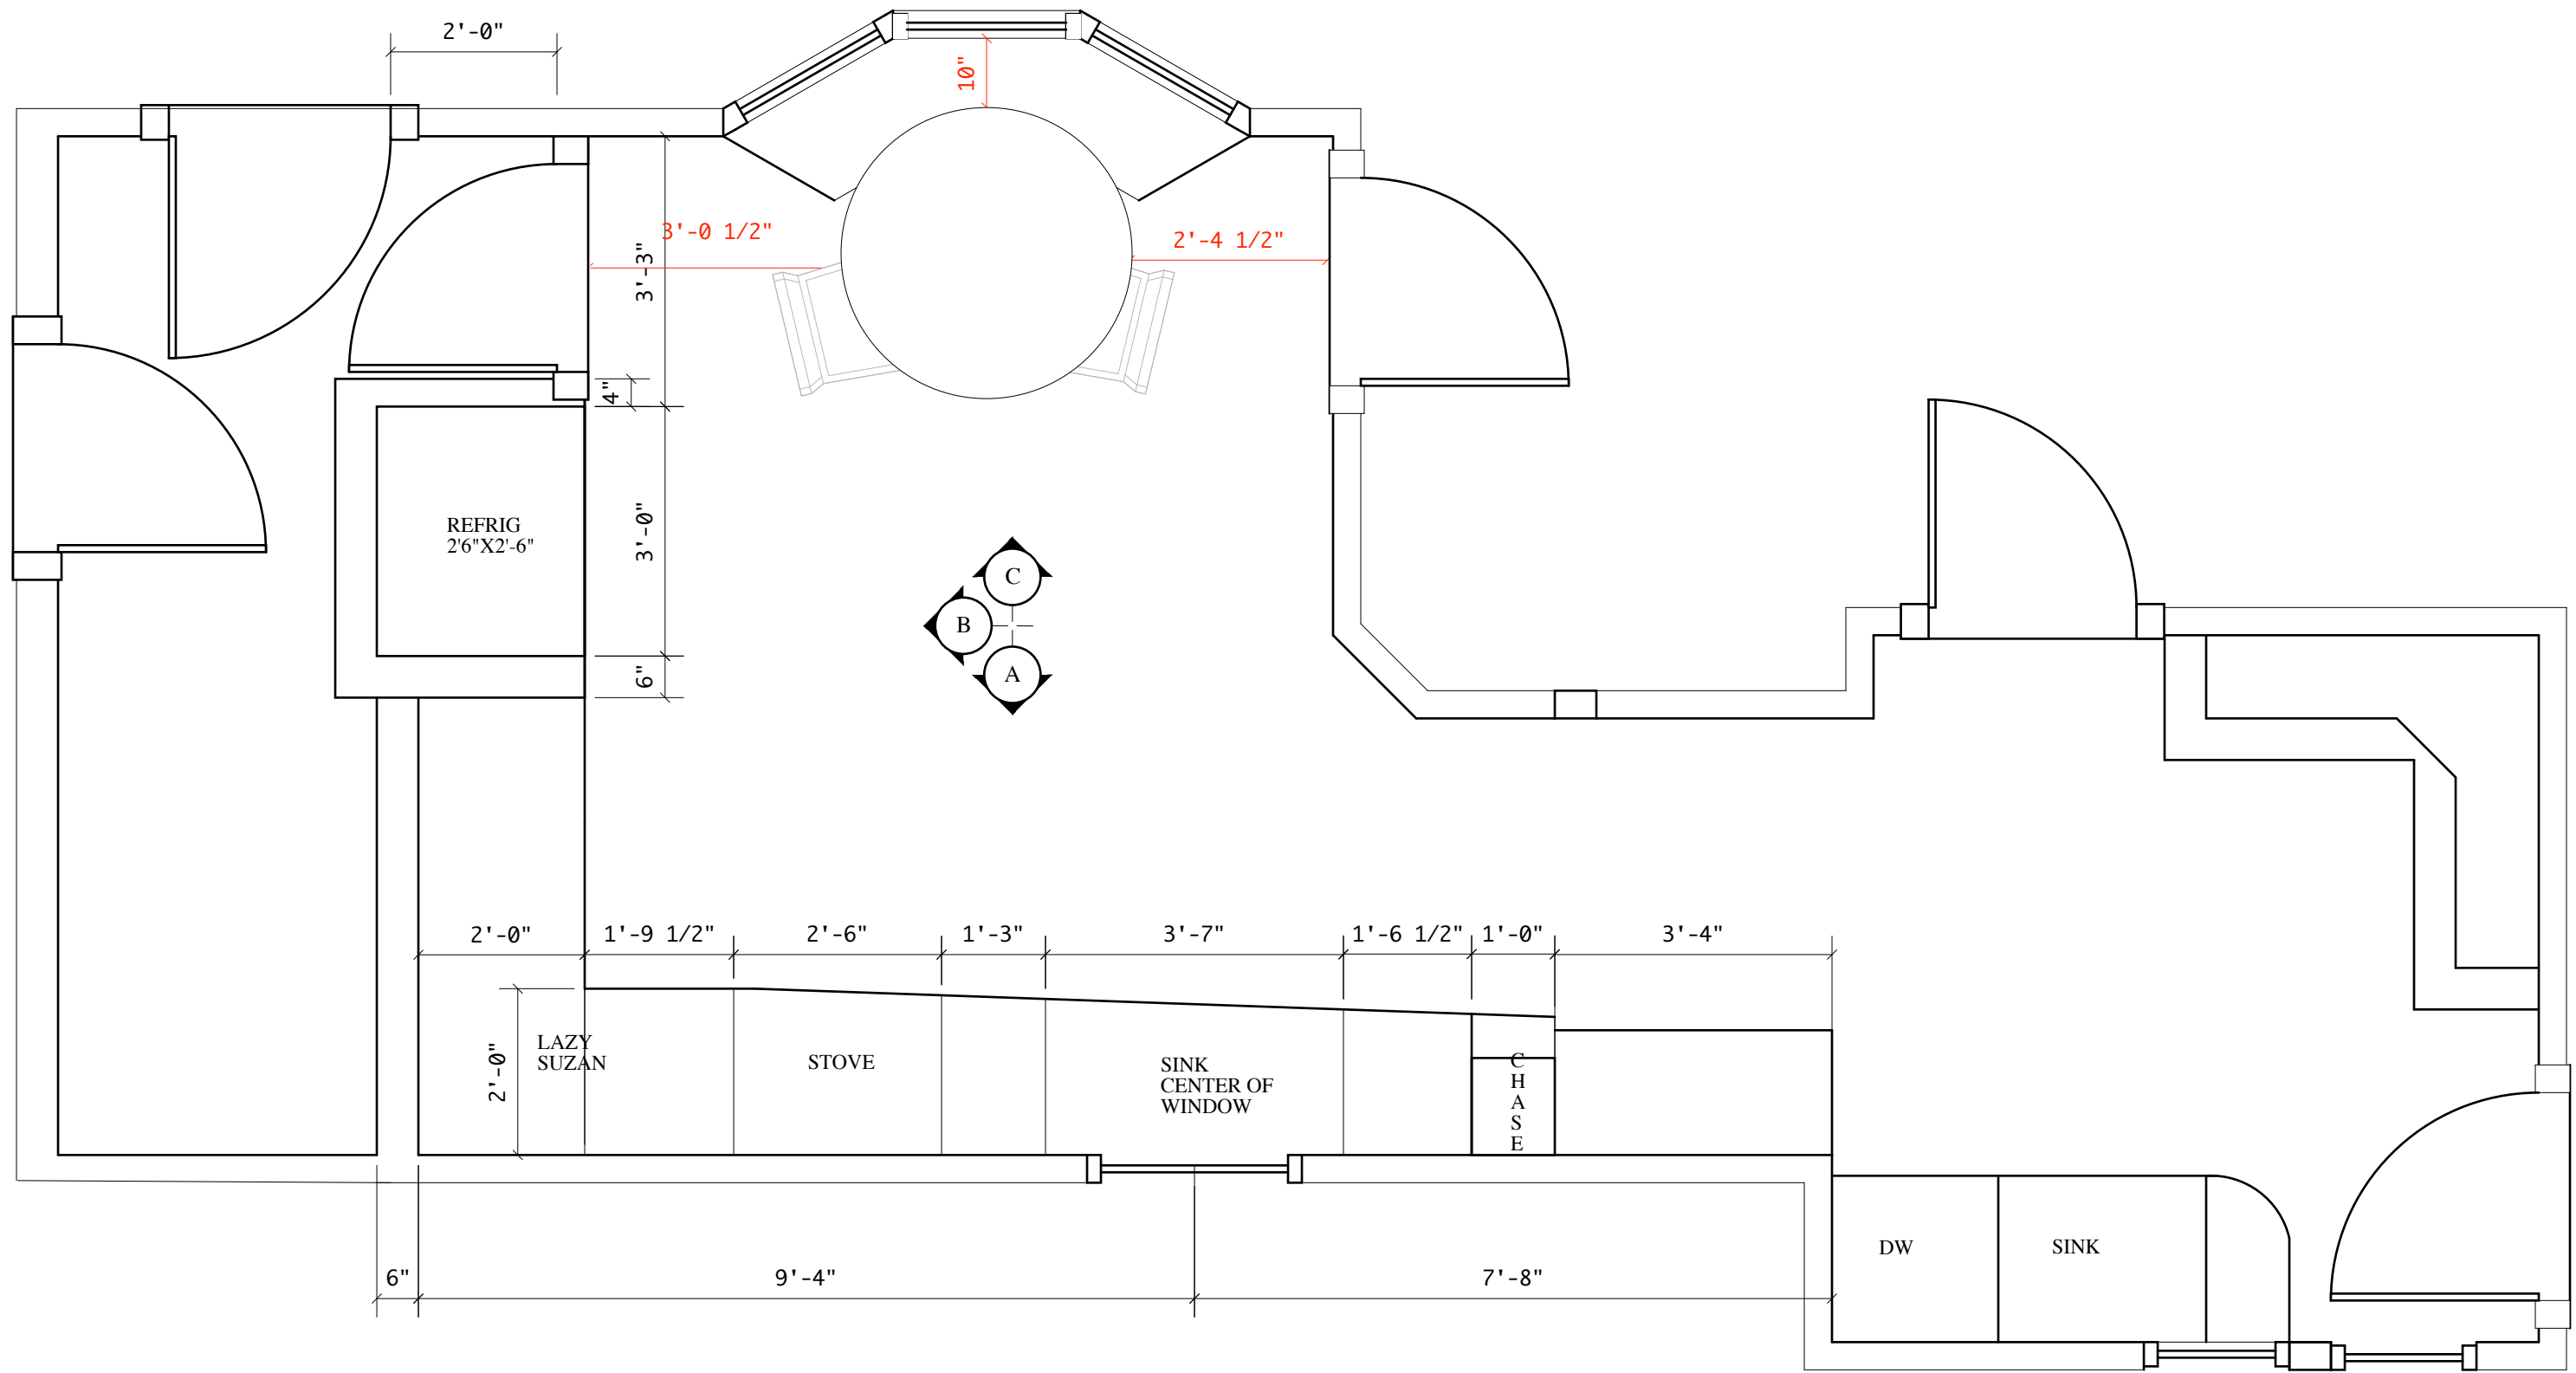 2'-0"
10"
3'-0 1/2"
2'-4 1/2"
3'-3"
4"
REFRIG
2'6"X2'-6"
3'-0"
6"
C
B
A
2'-0"
1'-9 1/2"
2'-6"
1'-3"
3'-7"
1'-6 1/2"
1'-0"
3'-4"
2'-0"
LAZY
SUZAN
STOVE
SINK
CENTER OF
WINDOW
C
H
A
S
E
DW
SINK
6"
9'-4"
7'-8"